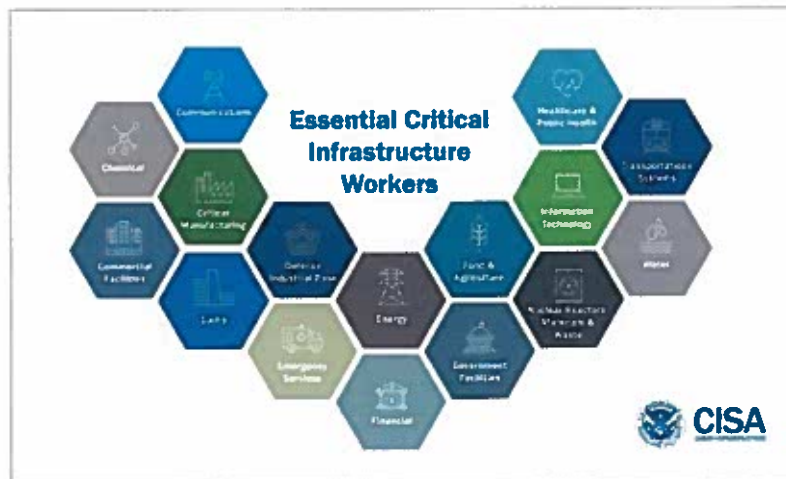 Essential Critical
Infrastructure
Workers
Communications
Healthcare &
Public Health
Chemical
Transportation
Systems
Critical
Manufacturing
Information
Technology
Commercial
Facilities
Defense
Industrial Base
Food &
Agriculture
Water
Dams
Energy
Nuclear Reactors
Materials &
Waste
Emergency
Services
Government
Facilities
Financial
CISA